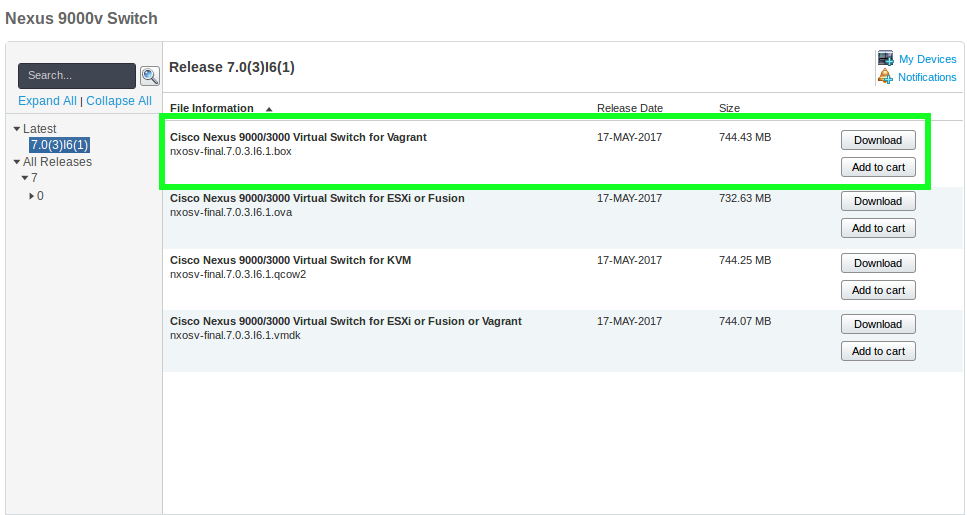 Nexus 9000v Switch
Search...
Expand All | Collapse All
Latest
7.0(3)I6(1)
All Releases
7
0
Release 7.0(3)I6(1)
My Devices
Notifications
File Information Release Date Size
Cisco Nexus 9000/3000 Virtual Switch for Vagrant 17-MAY-2017 744.43 MB Download
nxosv-final.7.0.3.I6.1.box
Add to cart
Cisco Nexus 9000/3000 Virtual Switch for ESXi or Fusion 17-MAY-2017 732.63 MB Download
nxosv-final.7.0.3.I6.1.ova
Add to cart
Cisco Nexus 9000/3000 Virtual Switch for KVM 17-MAY-2017 744.25 MB Download
nxosv-final.7.0.3.I6.1.qcow2
Add to cart
Cisco Nexus 9000/3000 Virtual Switch for ESXi or Fusion or Vagrant 17-MAY-2017 744.07 MB Download
nxosv-final.7.0.3.I6.1.vmdk
Add to cart